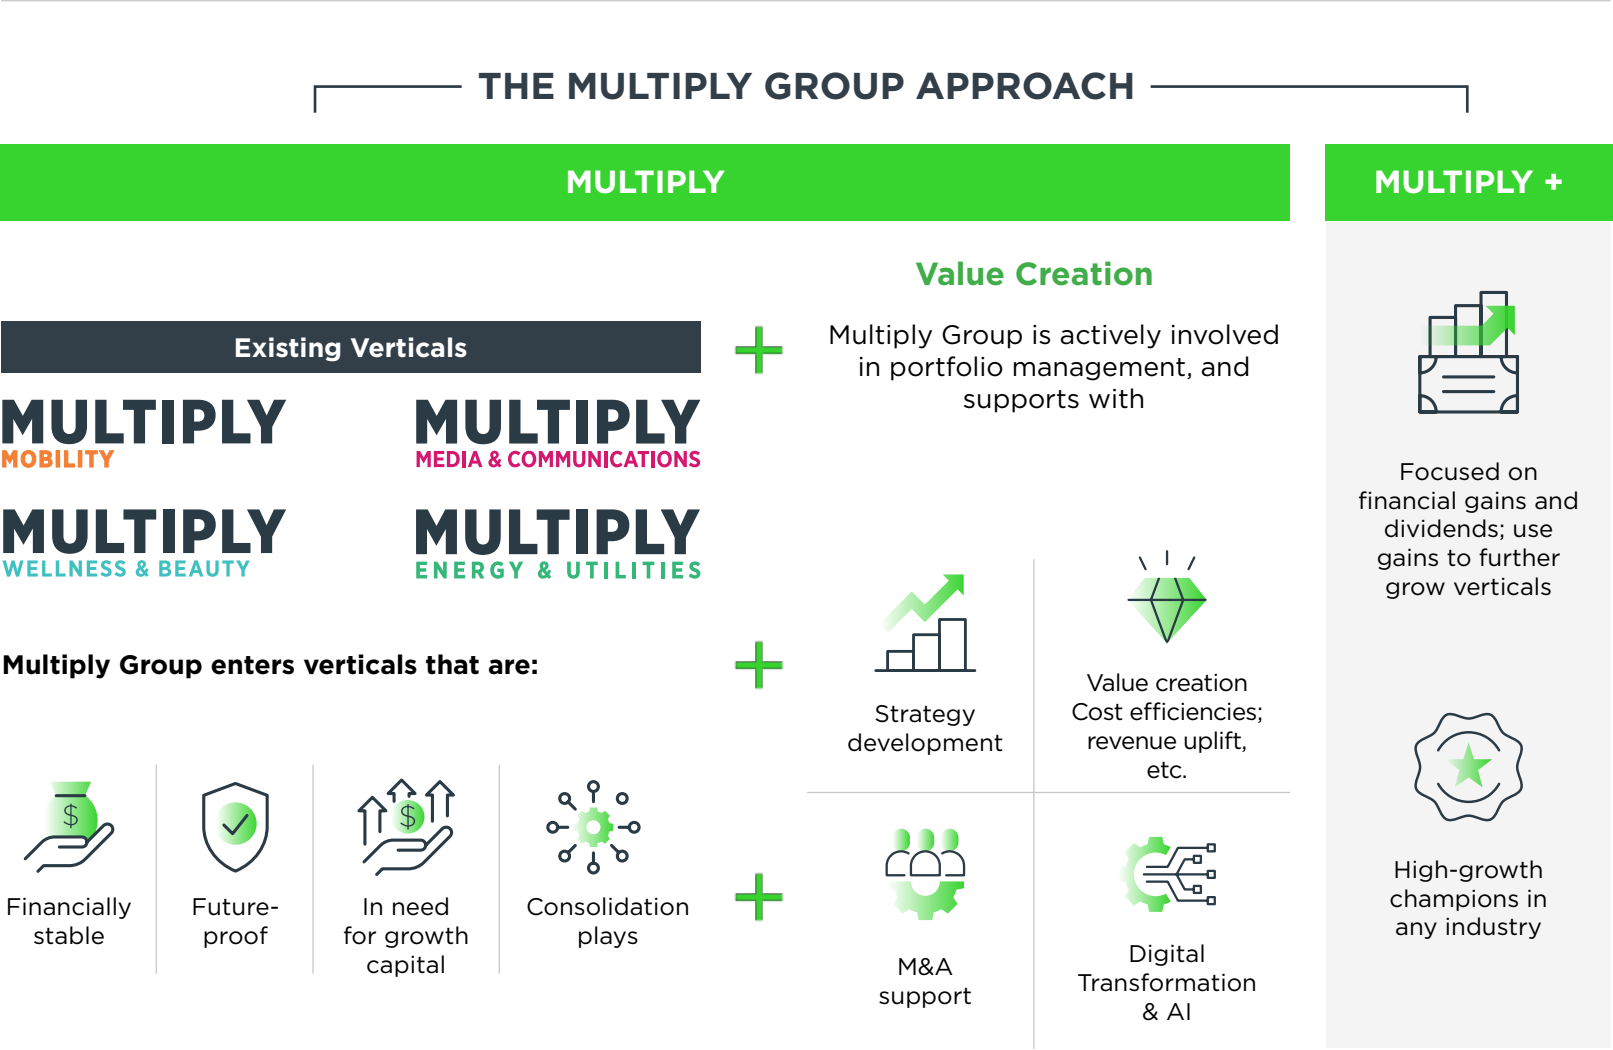 THE MULTIPLY GROUP APPROACH
MULTIPLY
Existing Verticals
MULTIPLY
MOBILITY
MULTIPLY
MEDIA & COMMUNICATIONS
MULTIPLY
WELLNESS & BEAUTY
MULTIPLY
ENERGY & UTILITIES
Multiply Group enters verticals that are:
$
Financially
stable
Future-
proof
$
In need
for growth
capital
Consolidation
plays
+
+
+
Value Creation
Multiply Group is actively involved
in portfolio management, and
supports with
Strategy
development
Value creation
Cost efficiencies;
revenue uplift,
etc.
M&A
support
Digital
Transformation
& AI
MULTIPLY +
Focused on
financial gains and
dividends; use
gains to further
grow verticals
High-growth
champions in
any industry